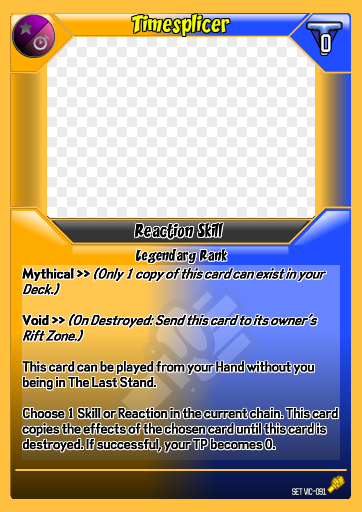 Timesplicer
0
Reaction Skill
Legendary Rank
Mythical >> (Only 1 copy of this card can exist in your
Deck.)
Void >> (On Destroyed: Send this card to its owner's
Rift Zone.)
This card can be played from your Hand without you
being in The Last Stand.
Choose 1 Skill or Reaction in the current chain. This card
copies the effects of the chosen card until this card is
destroyed. If successful, your TP becomes 0.
SET VIC-091